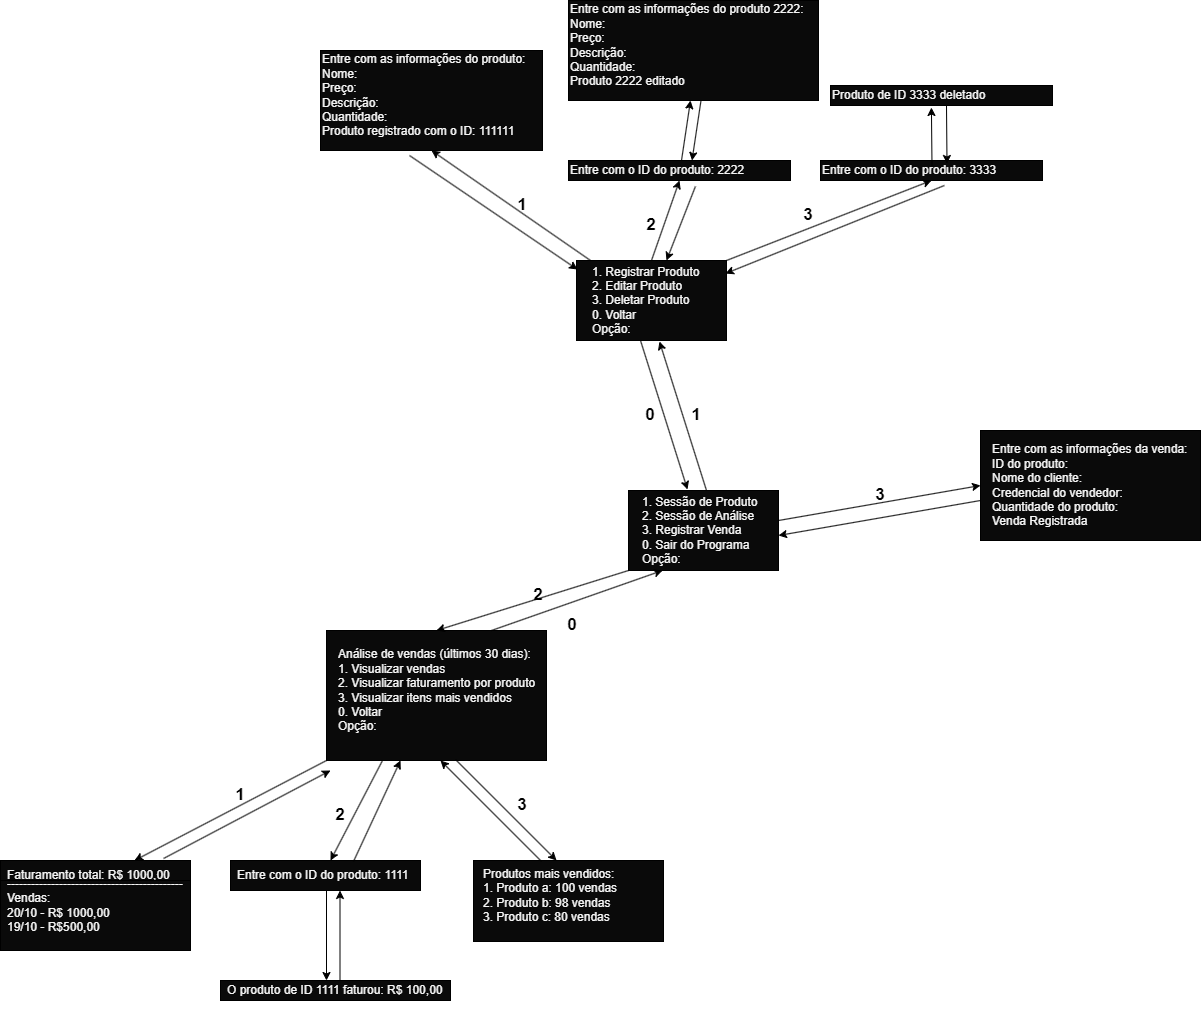 Entre com as informações do produto 2222:
Nome:
Preço:
Descrição:
Quantidade:
Produto 2222 editado
Entre com as informações do produto:
Nome:
Preço:
Descrição:
Quantidade:
Produto registrado com o ID: 111111
Produto de ID 3333 deletado
Entre com o ID do produto: 2222
Entre com o ID do produto: 3333
1
2
3
1. Registrar Produto
2. Editar Produto
3. Deletar Produto
0. Voltar
Opção:
0
1
Entre com as informações da venda:
ID do produto:
Nome do cliente:
Credencial do vendedor:
Quantidade do produto:
Venda Registrada
3
1. Sessão de Produto
2. Sessão de Análise
3. Registrar Venda
0. Sair do Programa
Opção:
2
0
Análise de vendas (últimos 30 dias):
1. Visualizar vendas
2. Visualizar faturamento por produto
3. Visualizar itens mais vendidos
0. Voltar
Opção:
1
2
3
Faturamento total: R$ 1000,00
Vendas:
20/10 - R$ 1000,00
19/10 - R$500,00
Entre com o ID do produto: 1111
Produtos mais vendidos:
1. Produto a: 100 vendas
2. Produto b: 98 vendas
3. Produto c: 80 vendas
O produto de ID 1111 faturou: R$ 100,00